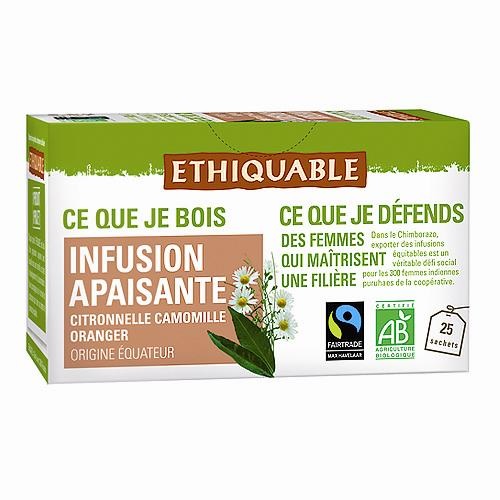 ETHIQUABLE
CE QUE JE BOIS
INFUSION
APAISANTE
CITRONNELLE CAMOMILLE
ORANGER
ORIGINE ÉQUATEUR
CE QUE JE DÉFENDS
DES FEMMES
QUI MAÎTRISENT
UNE FILIÈRE
Dans le Chimborazo,
exporter des infusions
équitables est un
véritable défi social
pour les 300 femmes indiennes
puruhaes de la coopérative.
FAIRTRADE
MAX HAVELAAR
CERTIFIÉ
AB
AGRICULTURE
BIOLOGIQUE
25
sachets
ETHIQUABLE